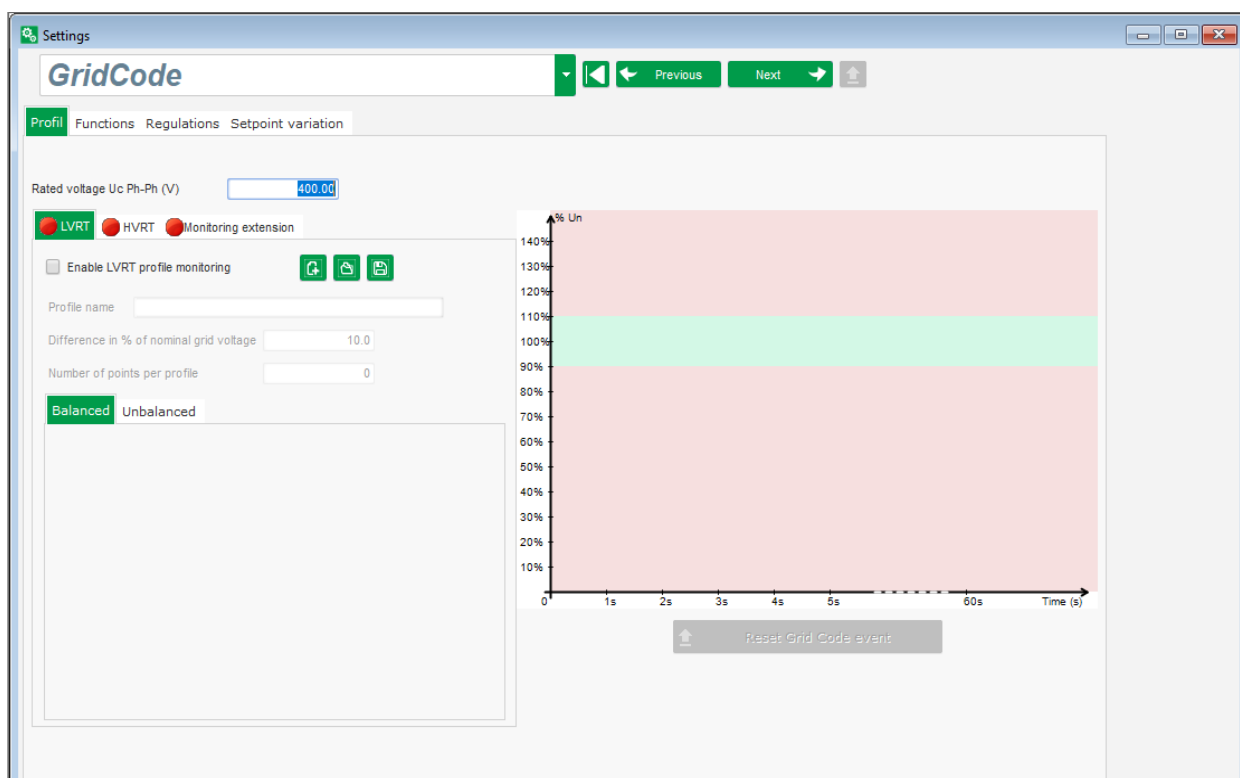 Settings
GridCode
Previous
Next
Profil Functions Regulations Setpoint variation
Rated voltage Uc Ph-Ph (V) 400.00
LVRT HVRT Monitoring extension
Enable LVRT profile monitoring
Profile name
Difference in % of nominal grid voltage 10.0
Number of points per profile 0
Balanced Unbalanced
% Un
140%
130%
120%
110%
100%
90%
80%
70%
60%
50%
40%
30%
20%
10%
0 1s 2s 3s 4s 5s 60s Time (s)
Reset Grid Code event